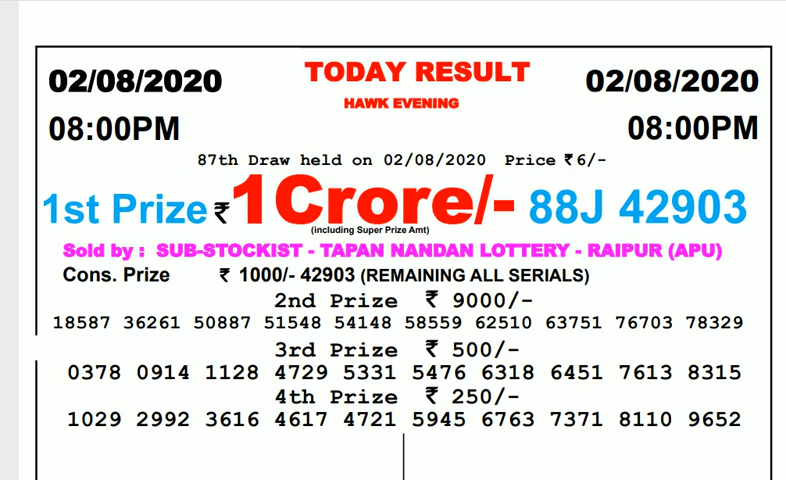 02/08/2020 TODAY RESULT 02/08/2020
HAWK EVENING
08:00PM 08:00PM
87th Draw held on 02/08/2020 Price ₹6/-
1st Prize ₹1Crore/- 88J 42903
(including Super Prize Amt)
Sold by : SUB-STOCKIST - TAPAN NANDAN LOTTERY - RAIPUR (APU)
Cons. Prize ₹ 1000/- 42903 (REMAINING ALL SERIALS)
2nd Prize ₹ 9000/-
18587 36261 50887 51548 54148 58559 62510 63751 76703 78329
3rd Prize ₹ 500/-
0378 0914 1128 4729 5331 5476 6318 6451 7613 8315
4th Prize ₹ 250/-
1029 2992 3616 4617 4721 5945 6763 7371 8110 9652